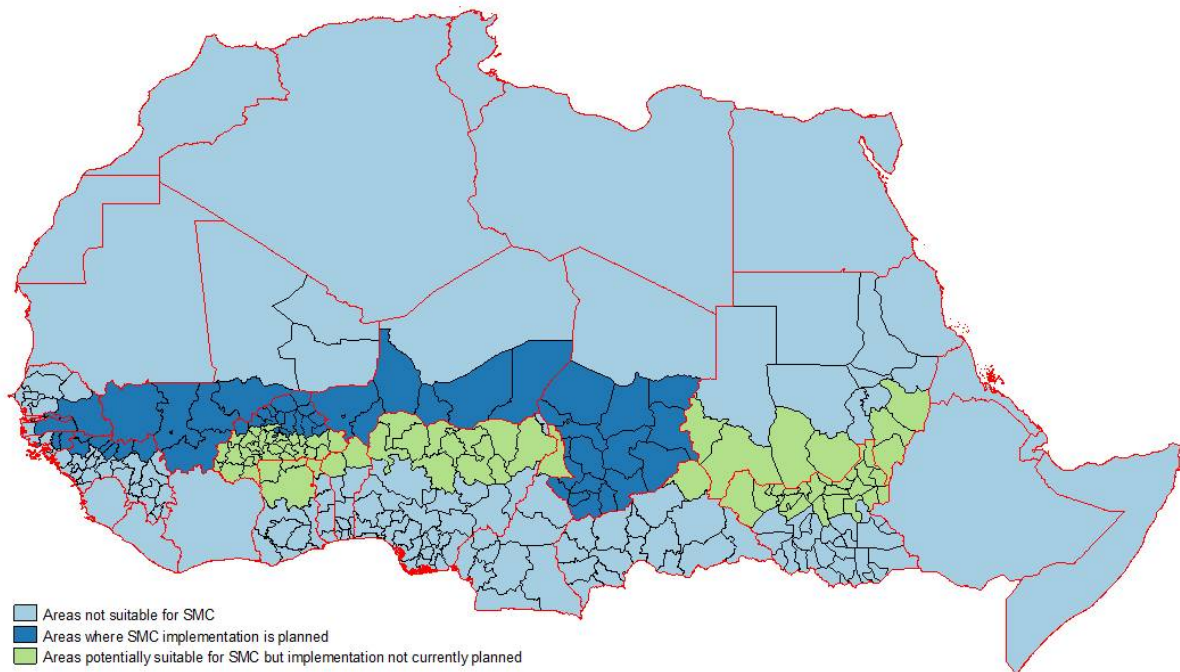 Areas not suitable for SMC
Areas where SMC implementation is planned
Areas potentially suitable for SMC but implementation not currently planned